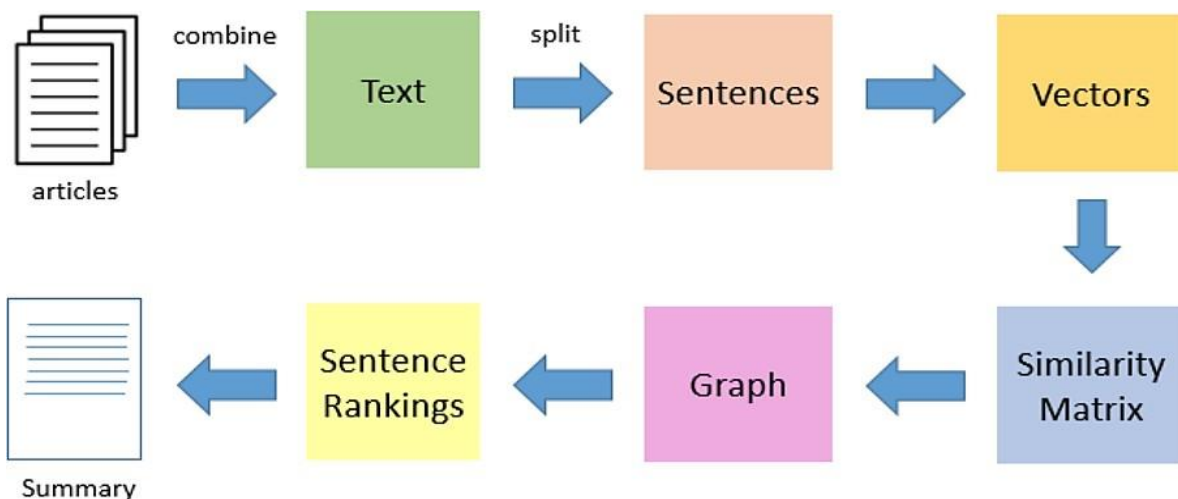 combine
split
Text
Sentences
Vectors
articles
Sentence
Rankings
Graph
Similarity
Matrix
Summary